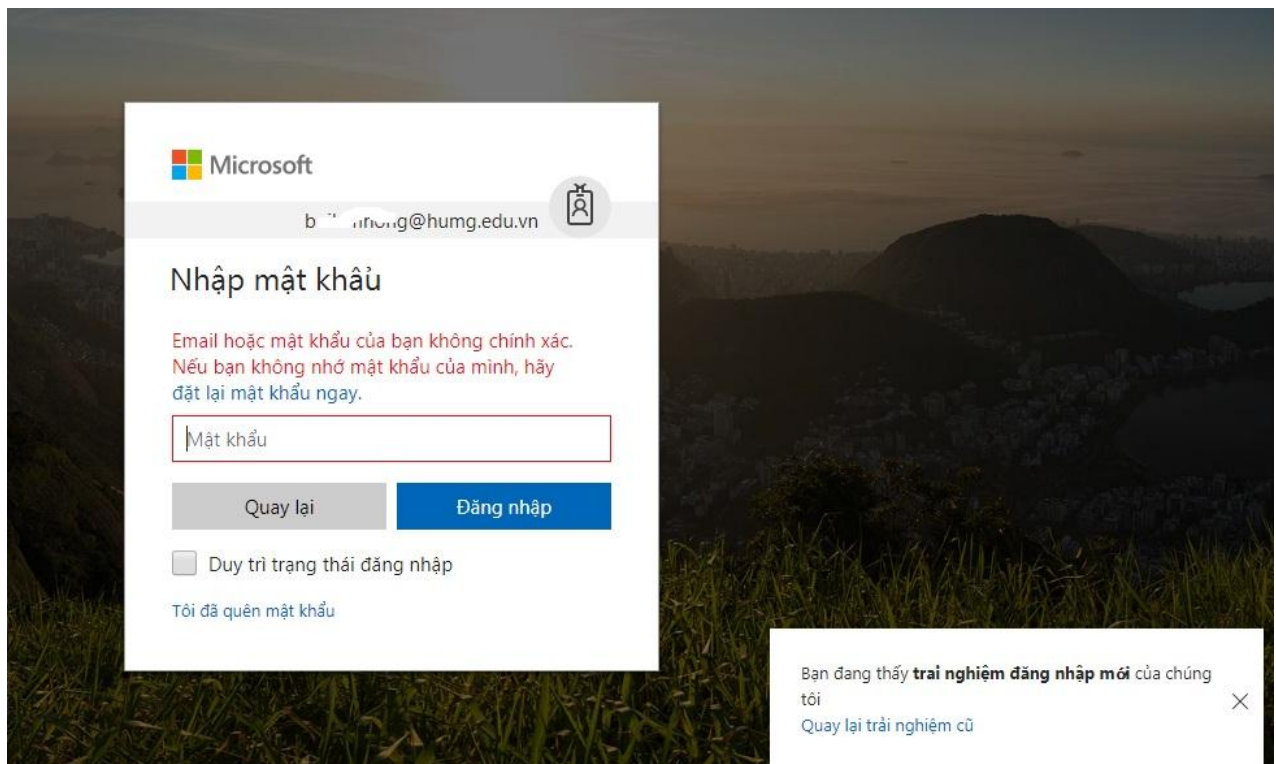 Microsoft
@humg.edu.vn
Nhập mật khẩu
Email hoặc mật khẩu của bạn không chính xác.
Nếu bạn không nhớ mật khẩu của mình, hãy
đặt lại mật khẩu ngay.
Mật khẩu
Quay lại
Đăng nhập
Duy trì trạng thái đăng nhập
Tôi đã quên mật khẩu
Bạn đang thấy trải nghiệm đăng nhập mới của chúng
tôi
Quay lại trải nghiệm cũ